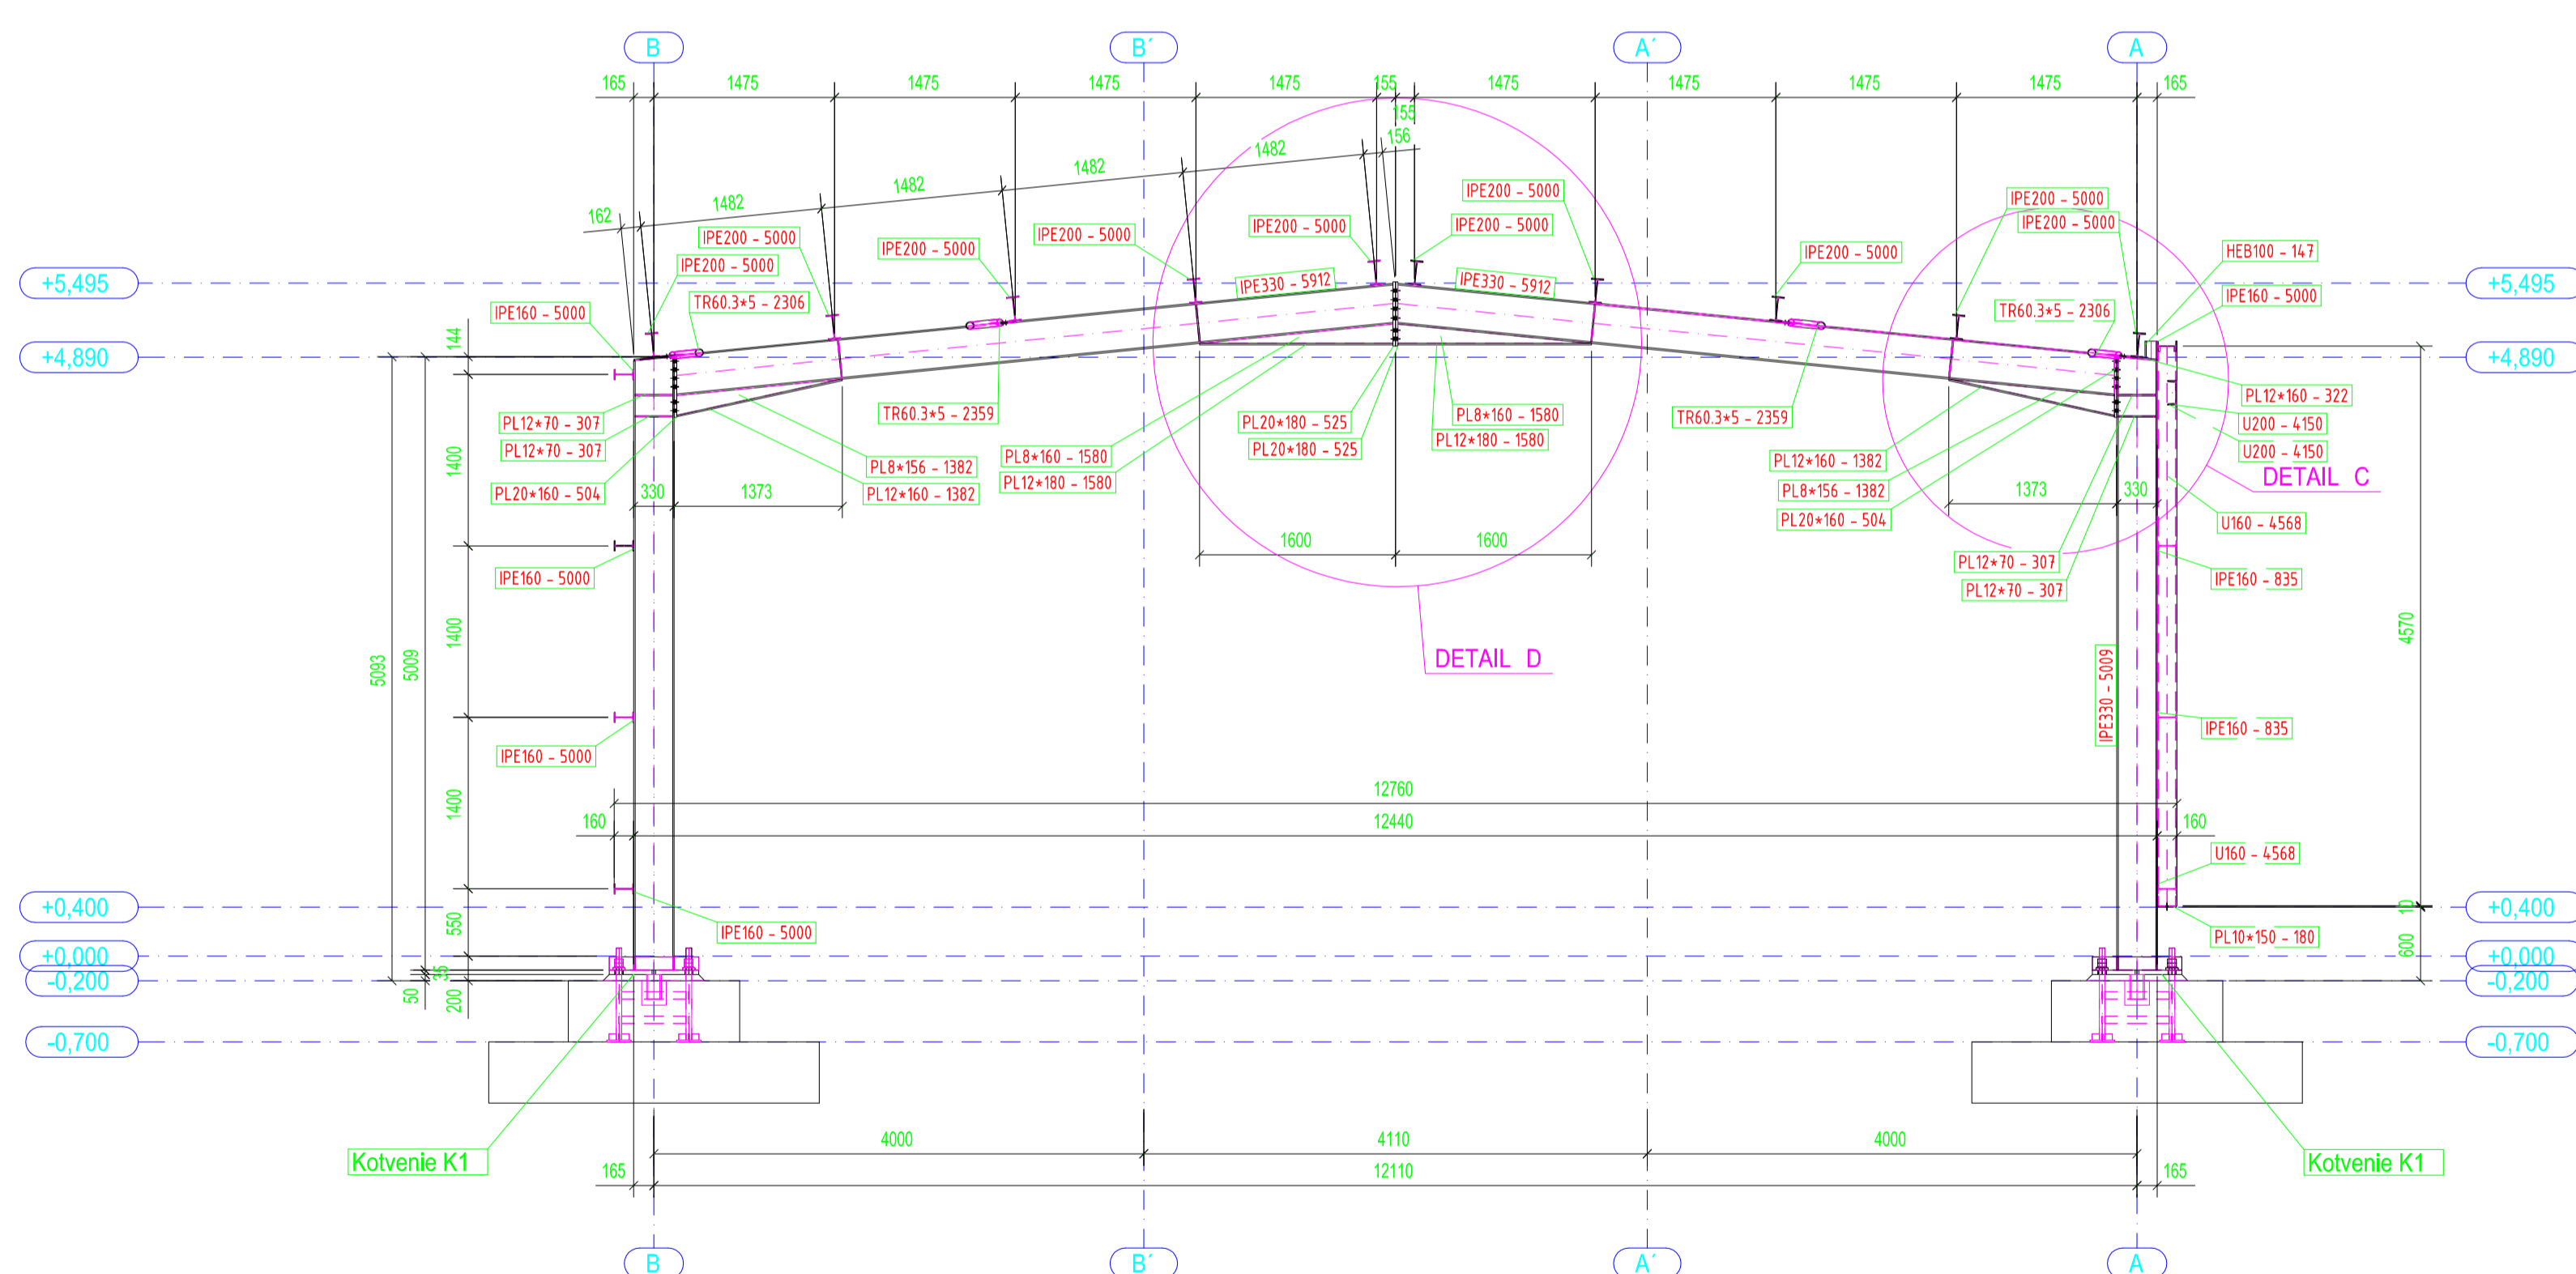 B
B´
A´
A
165
1475
1475
1475
1475
155
1475
1475
1475
1475
165
155
156
1482
1482
1482
1482
162
IPE200 - 5000
IPE200 - 5000
IPE200 - 5000
IPE200 - 5000
IPE200 - 5000
IPE200 - 5000
IPE200 - 5000
IPE200 - 5000
IPE200 - 5000
IPE200 - 5000
HEB100 - 147
IPE160 - 5000
+5,495
IPE330 - 5912
IPE330 - 5912
+5,495
TR60.3*5 - 2306
TR60.3*5 - 2306
IPE160 - 5000
144
+4,890
+4,890
PL12*160 - 322
U200 - 4150
U200 - 4150
DETAIL C
TR60.3*5 - 2359
TR60.3*5 - 2359
PL12*70 - 307
PL12*70 - 307
PL20*160 - 504
PL8*156 - 1382
PL12*160 - 1382
PL8*160 - 1580
PL12*180 - 1580
PL20*180 - 525
PL20*180 - 525
PL8*160 - 1580
PL12*180 - 1580
PL12*160 - 1382
PL8*156 - 1382
PL20*160 - 504
330
1373
1373
330
U160 - 4568
1400
1600
1600
PL12*70 - 307
PL12*70 - 307
IPE160 - 5000
IPE160 - 835
1400
DETAIL D
5093
5009
IPE330 - 5009
4570
IPE160 - 5000
IPE160 - 835
1400
12760
160
12440
160
U160 - 4568
+0,400
+0,400
10
550
IPE160 - 5000
PL10*150 - 180
600
+0,000
+0,000
35
-0,200
-0,200
50
200
-0,700
-0,700
4000
4110
4000
Kotvenie K1
Kotvenie K1
165
12110
165
B
B´
A´
A